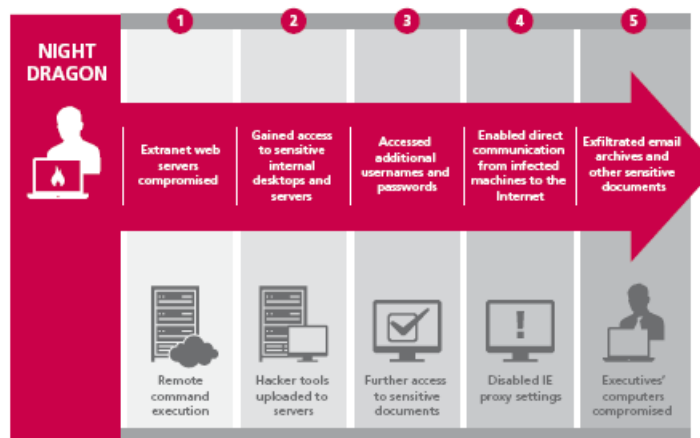 1
2
3
4
5
NIGHT
DRAGON
Extranet web
servers
compromised
Gained access
to sensitive
internal
desktops and
servers
Accessed
additional
usernames and
passwords
Enabled direct
communication
from infected
machines to the
Internet
Exfiltrated email
archives and
other sensitive
documents
Remote
command
execution
Hacker tools
uploaded to
servers
Further access
to sensitive
documents
Disabled IE
proxy settings
Executives'
computers
compromised